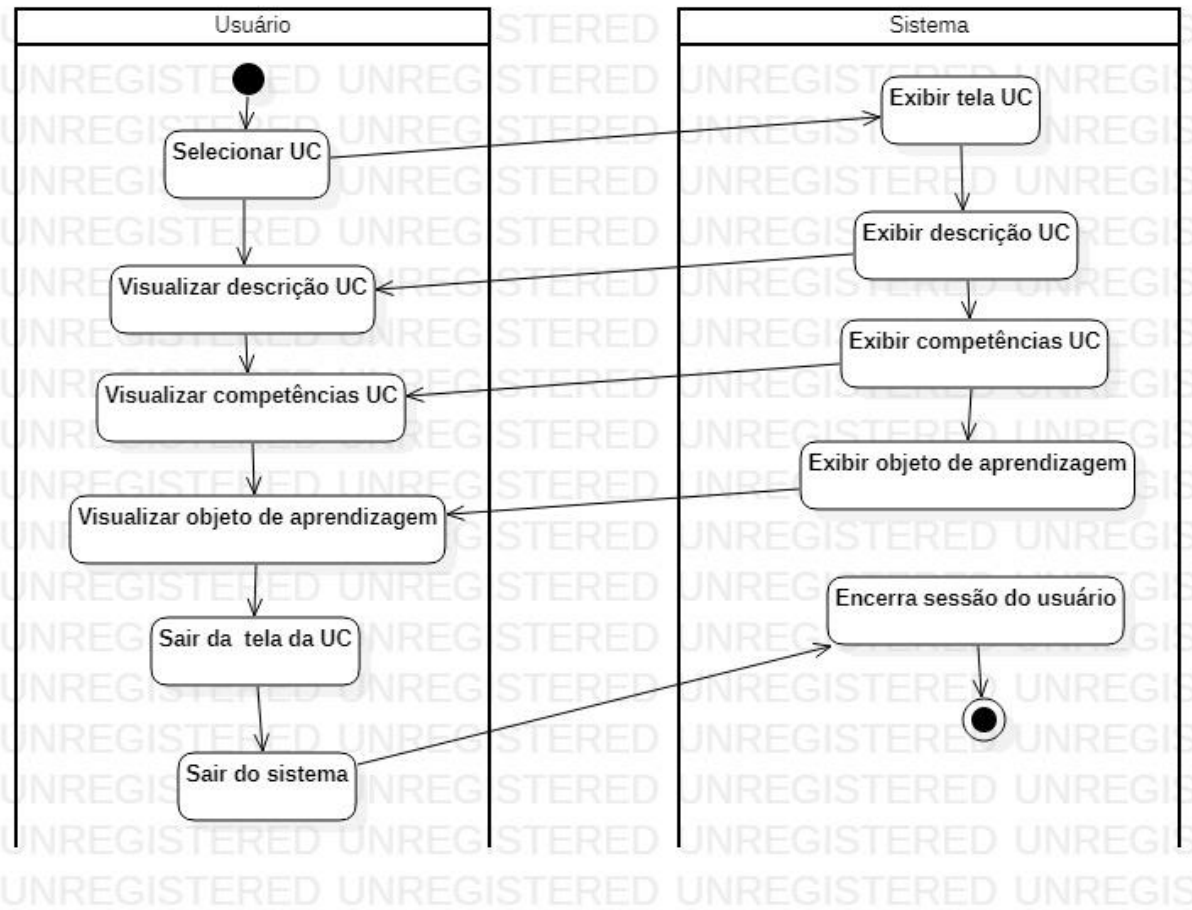 Usuário
Sistema
Exibir tela UC
Selecionar UC
Exibir descrição UC
Visualizar descrição UC
Exibir competências UC
Visualizar competências UC
Exibir objeto de aprendizagem
Visualizar objeto de aprendizagem
Encerra sessão do usuário
Sair da  tela da UC
Sair do sistema
UNREGISTERED UNREGISTERED UNREGISTERED UNREGIS